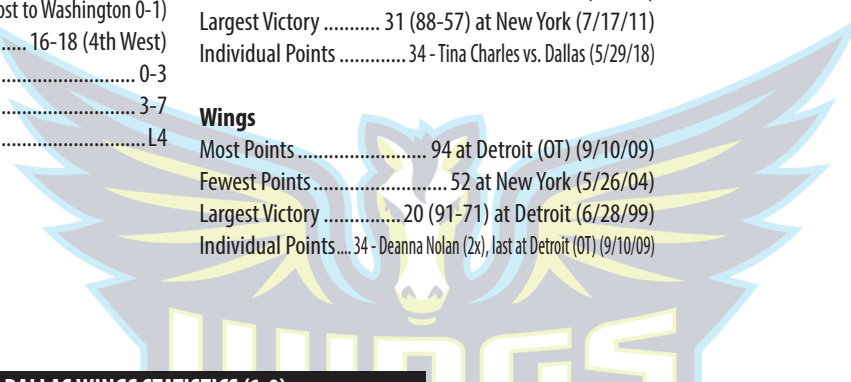 ost to Washington 0-1)
..... 16-18 (4th West)
........................... 0-3
........................... 3-7
.............................L4
Largest Victory ........... 31 (88-57) at New York (7/17/11)
Individual Points ............. 34 - Tina Charles vs. Dallas (5/29/18)
Wings
Most Points .......................... 94 at Detroit (OT) (9/10/09)
Fewest Points........................... 52 at New York (5/26/04)
Largest Victory ...............20 (91-71) at Detroit (6/28/99)
Individual Points.... 34 - Deanna Nolan (2x), last at Detroit (OT) (9/10/09)
WINGS
DALLAS WINGS STATISTICS